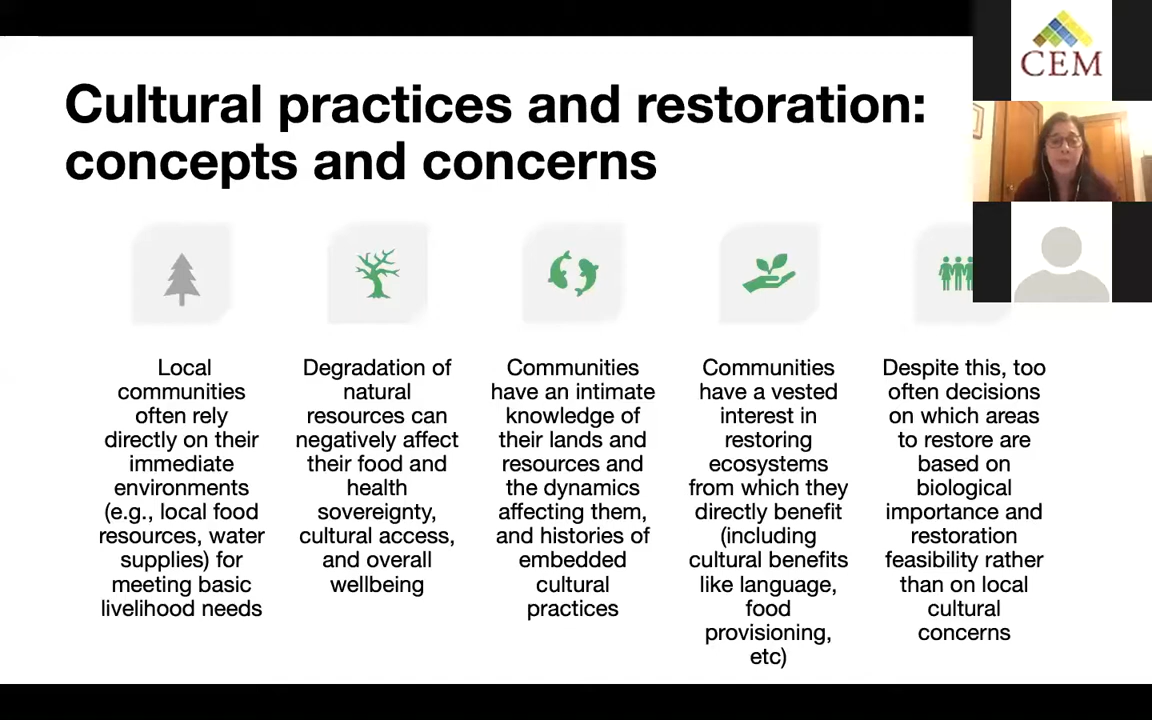 Cultural practices and restoration:
concepts and concerns
CEM
Local
communities
often rely
directly on their
immediate
environments
(e.g., local food
resources, water
supplies) for
meeting basic
livelihood needs
Degradation of
natural
resources can
negatively affect
their food and
health
sovereignty,
cultural access,
and overall
wellbeing
Communities
have an intimate
knowledge of
their lands and
resources and
the dynamics
affecting them,
and histories of
embedded
cultural
practices
Communities
have a vested
interest in
restoring
ecosystems
from which they
directly benefit
(including
cultural benefits
like language,
food
provisioning,
etc)
Despite this, too
often decisions
on which areas
to restore are
based on
biological
importance and
restoration
feasibility rather
than on local
cultural
concerns